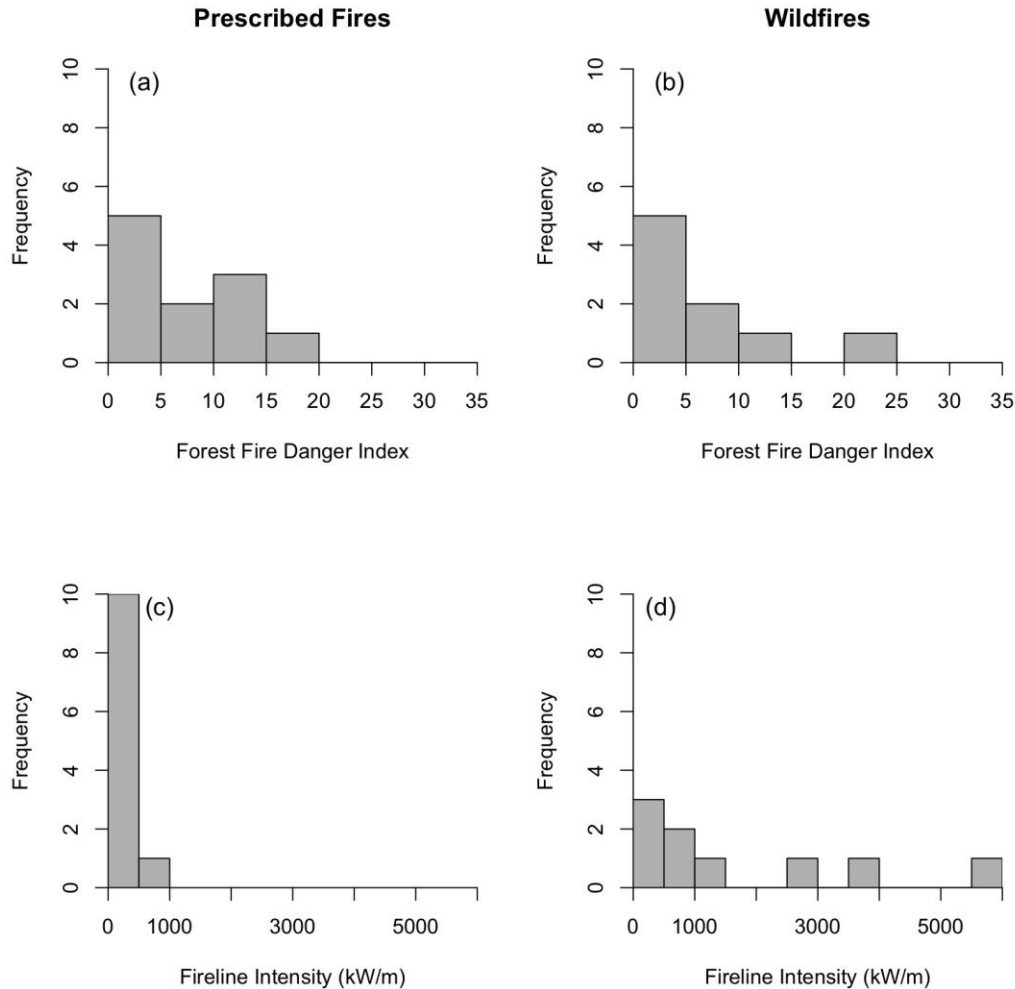 Prescribed Fires
Wildfires
(a)
Frequency
0 2 4 6 8 10
0 5 10 15 20 25 30 35
Forest Fire Danger Index
(b)
Frequency
0 2 4 6 8 10
0 5 10 15 20 25 30 35
Forest Fire Danger Index
(c)
Frequency
0 2 4 6 8 10
0 1000 3000 5000
Fireline Intensity (kW/m)
(d)
Frequency
0 2 4 6 8 10
0 1000 3000 5000
Fireline Intensity (kW/m)